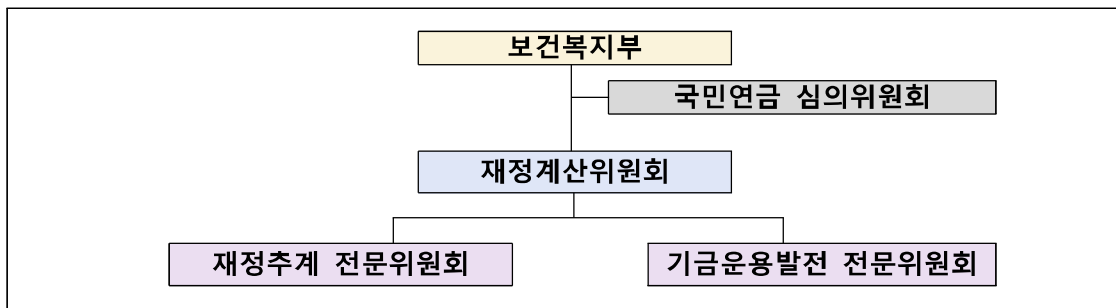 보건복지부
국민연금 심의위원회
재정계산위원회
재정추계 전문위원회
기금운용발전 전문위원회